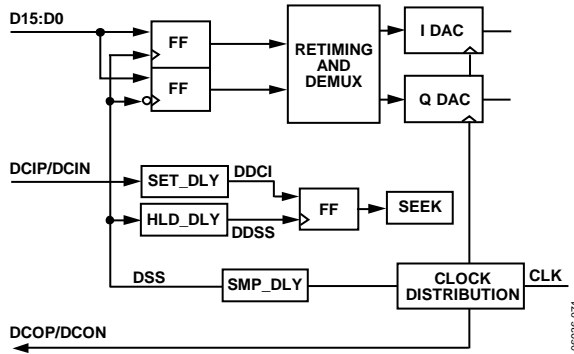 D15:D0
FF
FF
RETIMING
AND
DEMUX
I DAC
Q DAC
DCIP/DCIN
SET_DLY
DDCI
HLD_DLY
DDSS
FF
SEEK
DSS
SMP_DLY
CLOCK
DISTRIBUTION
CLK
DCOP/DCON